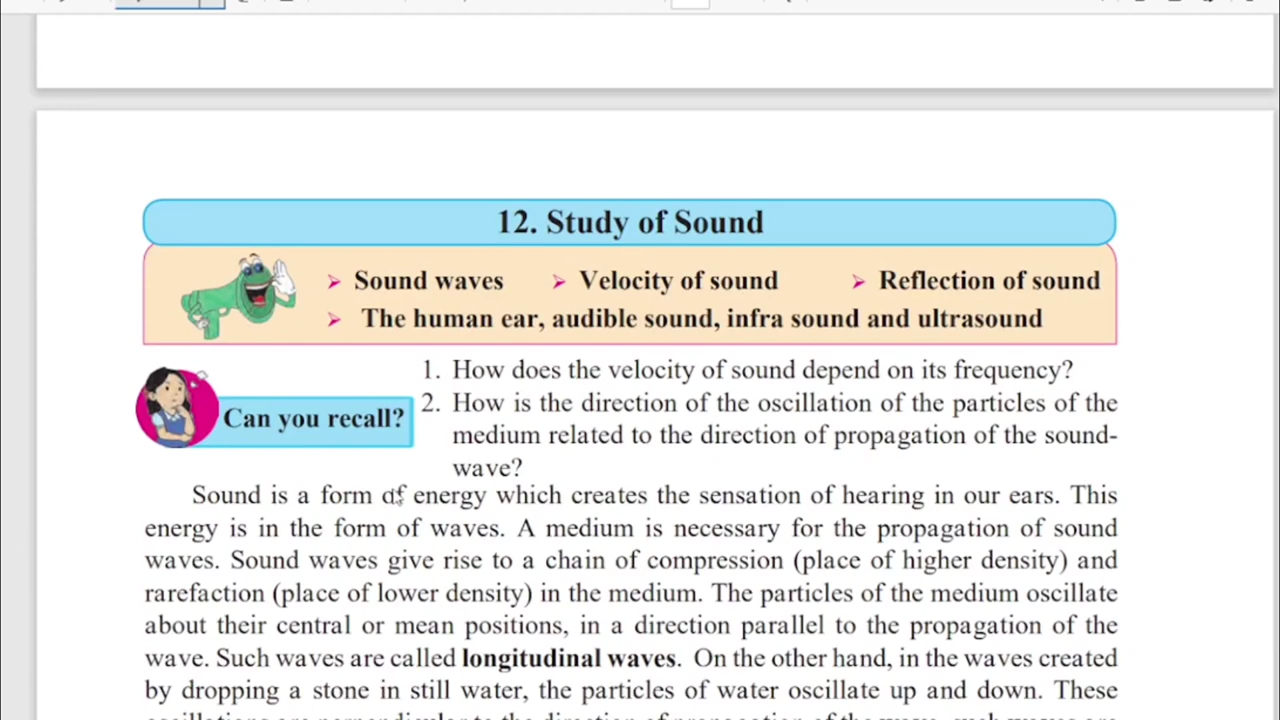 12. Study of Sound
➢ Sound waves ➢ Velocity of sound ➢ Reflection of sound
➢ The human ear, audible sound, infra sound and ultrasound
Can you recall?
1. How does the velocity of sound depend on its frequency?
2. How is the direction of the oscillation of the particles of the
medium related to the direction of propagation of the sound-
wave?
Sound is a form of energy which creates the sensation of hearing in our ears. This
energy is in the form of waves. A medium is necessary for the propagation of sound
waves. Sound waves give rise to a chain of compression (place of higher density) and
rarefaction (place of lower density) in the medium. The particles of the medium oscillate
about their central or mean positions, in a direction parallel to the propagation of the
wave. Such waves are called longitudinal waves. On the other hand, in the waves created
by dropping a stone in still water, the particles of water oscillate up and down. These